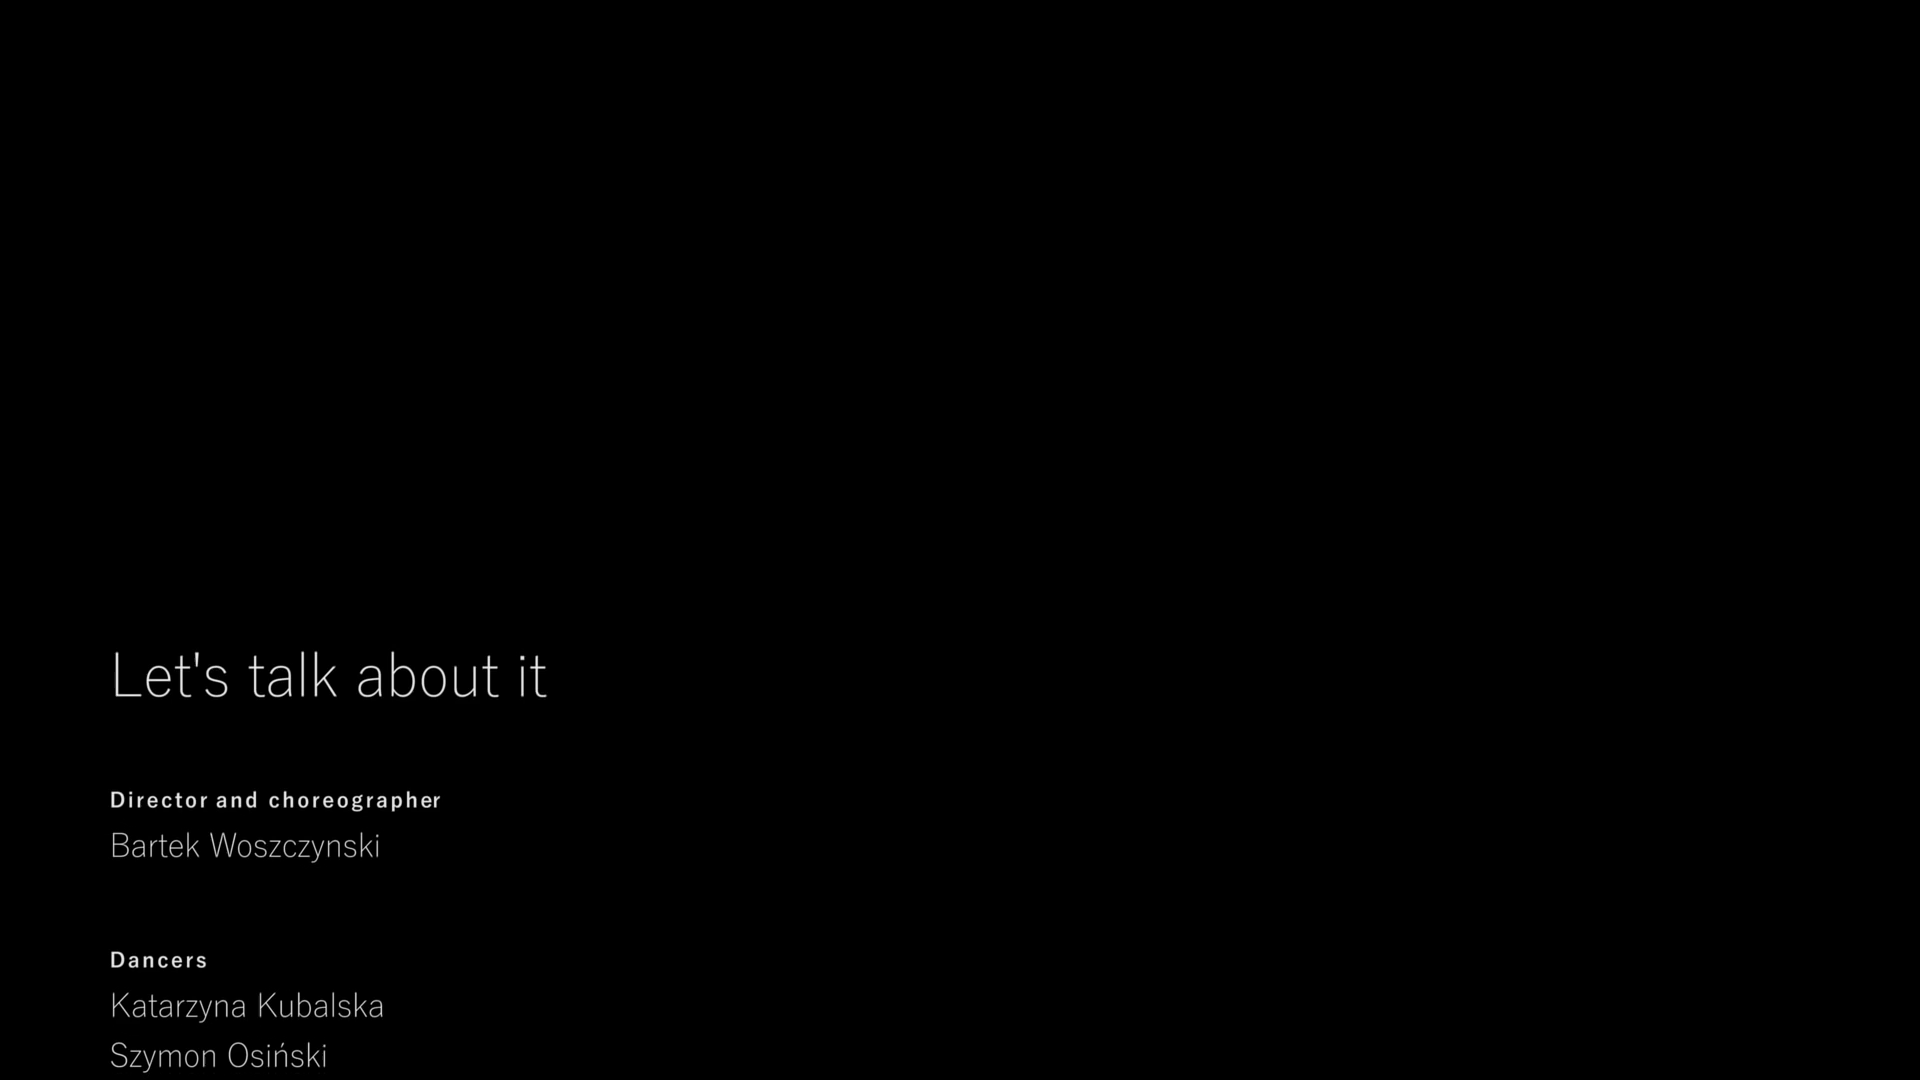 Let's talk about it
Director and choreographer
Bartek Woszczynski
Dancers
Katarzyna Kubalska
Szymon Osiński